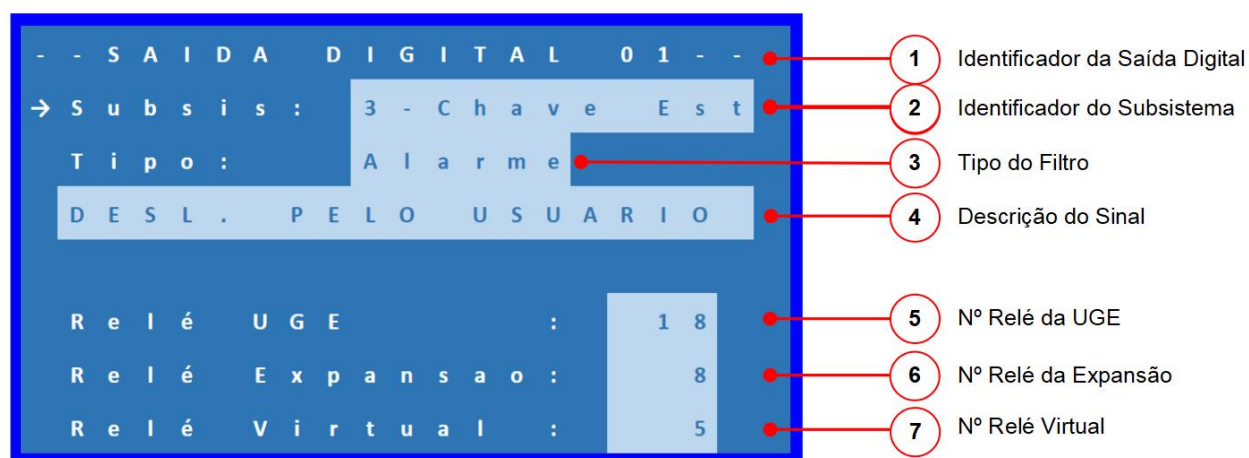 --SAIDA DIGITAL 01-- 1 Identificador da Saída Digital
→Subsis: 3-Chave Est 2 Identificador do Subsistema
Tipo: Alarme 3 Tipo do Filtro
DESL. PELO USUARIO 4 Descrição do Sinal
Relé UGE : 18 5 Nº Relé da UGE
Relé Expansao: 8 6 Nº Relé da Expansão
Relé Virtual : 5 7 Nº Relé Virtual